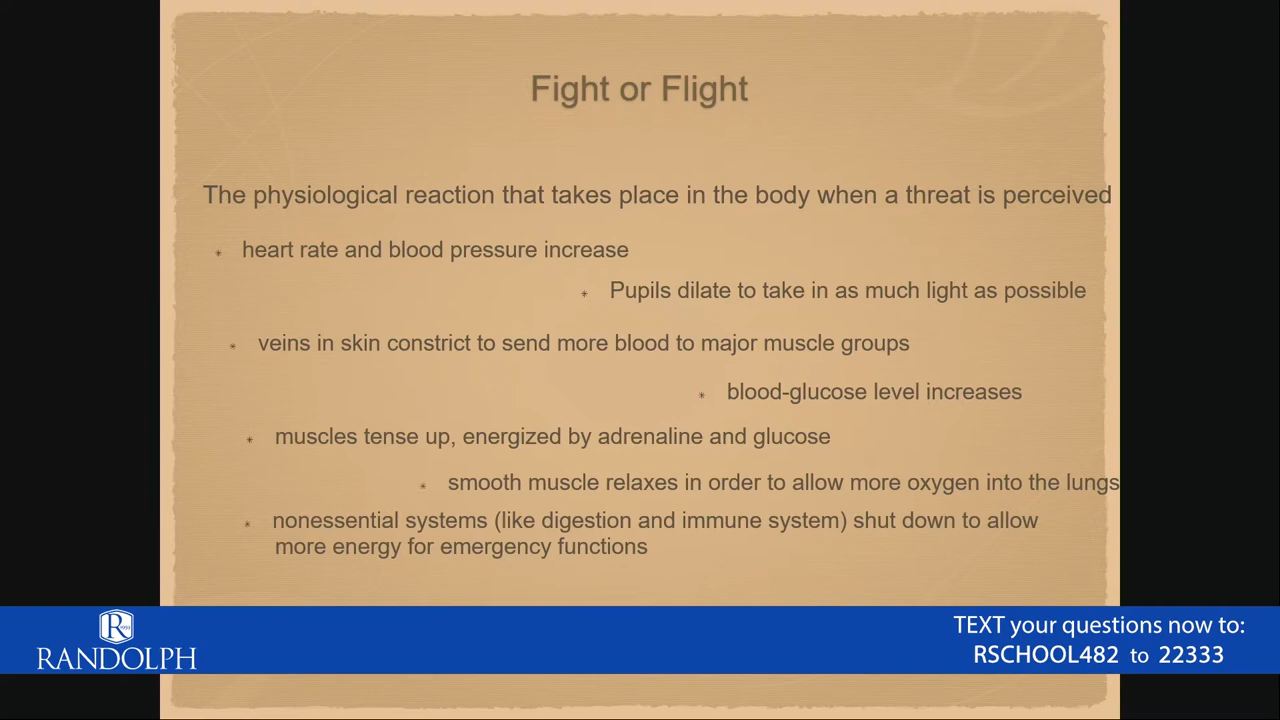 Fight or Flight
The physiological reaction that takes place in the body when a threat is perceived
* heart rate and blood pressure increase
* Pupils dilate to take in as much light as possible
* veins in skin constrict to send more blood to major muscle groups
* blood-glucose level increases
* muscles tense up, energized by adrenaline and glucose
* smooth muscle relaxes in order to allow more oxygen into the lungs
* nonessential systems (like digestion and immune system) shut down to allow
more energy for emergency functions
R
RANDOLPH
TEXT your questions now to:
RSCHOOL482 to 22333